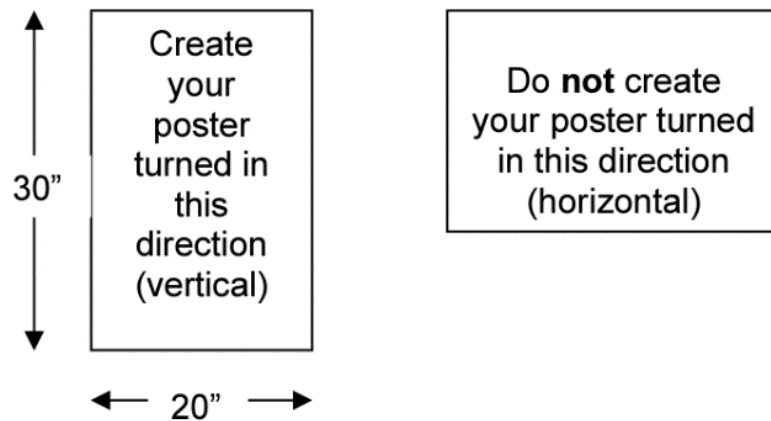 Create
your
poster
turned in
this
direction
(vertical)
30”
20”
Do not create
your poster turned
in this direction
(horizontal)